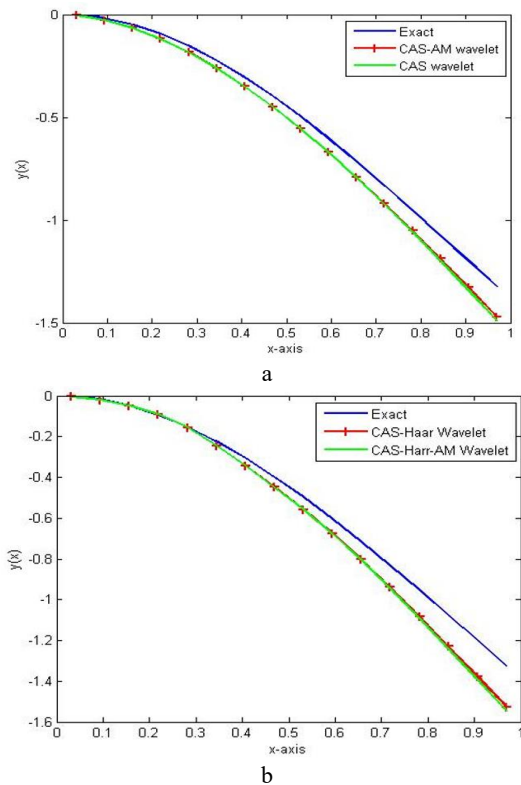 0
-0.5
-1
-1.5
y(x)
Exact
CAS-AM wavelet
CAS wavelet
0 0.1 0.2 0.3 0.4 0.5 0.6 0.7 0.8 0.9 1
x-axis
a
0
-0.2
-0.4
-0.6
-0.8
-1
-1.2
-1.4
-1.6
y(x)
Exact
CAS-Haar Wavelet
CAS-Harr-AM Wavelet
0 0.1 0.2 0.3 0.4 0.5 0.6 0.7 0.8 0.9 1
x-axis
b